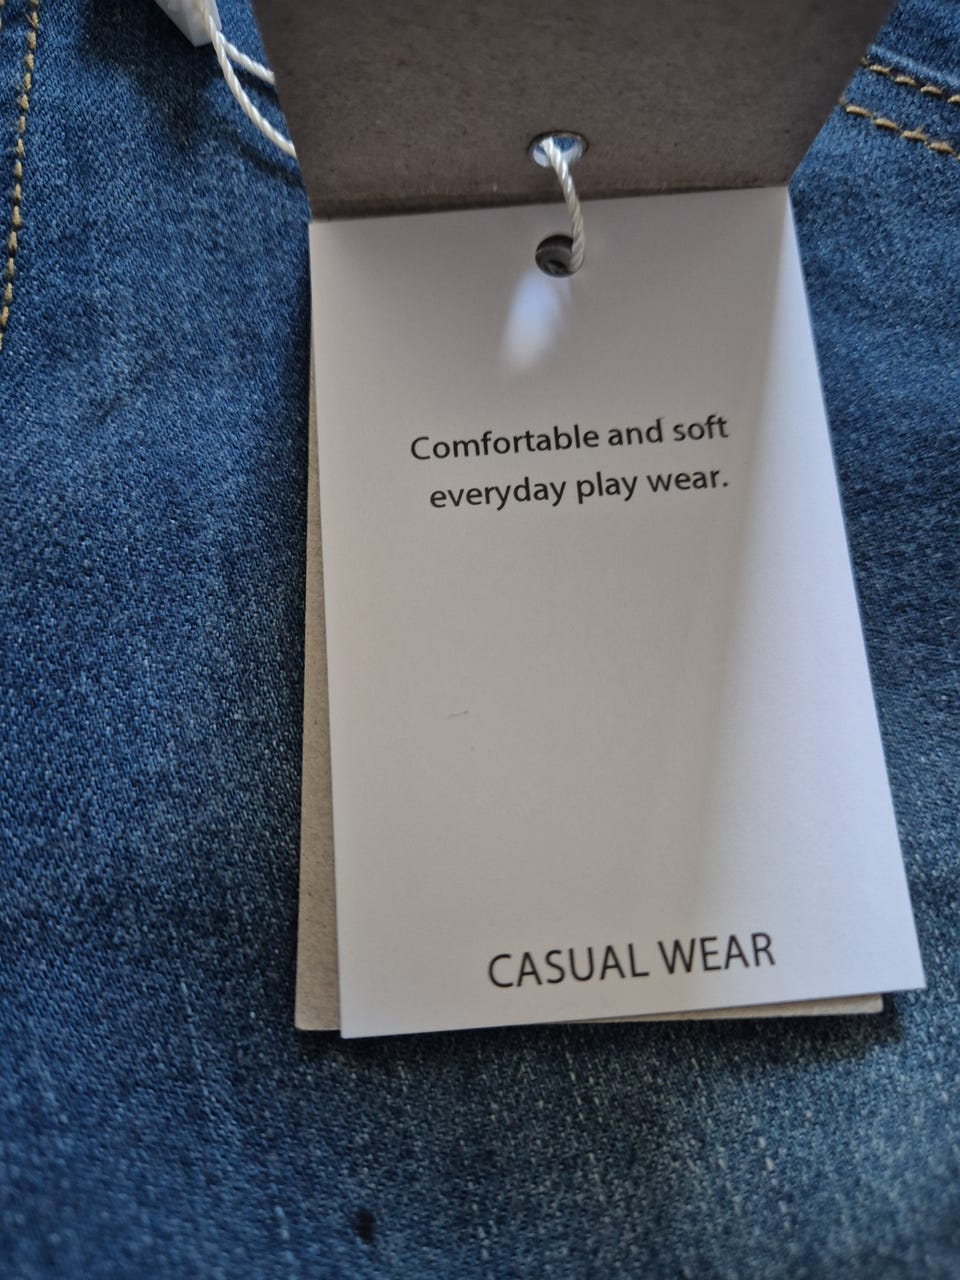 Comfortable and soft
everyday play wear.
CASUAL WEAR